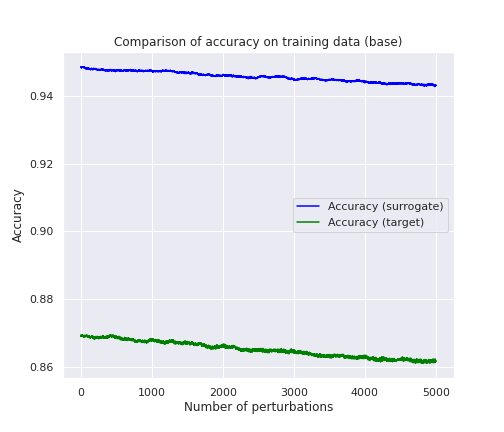 Comparison of accuracy on training data (base)
0.94
0.92
0.90
0.88
0.86
Accuracy
Accuracy (surrogate)
Accuracy (target)
0 1000 2000 3000 4000 5000
Number of perturbations